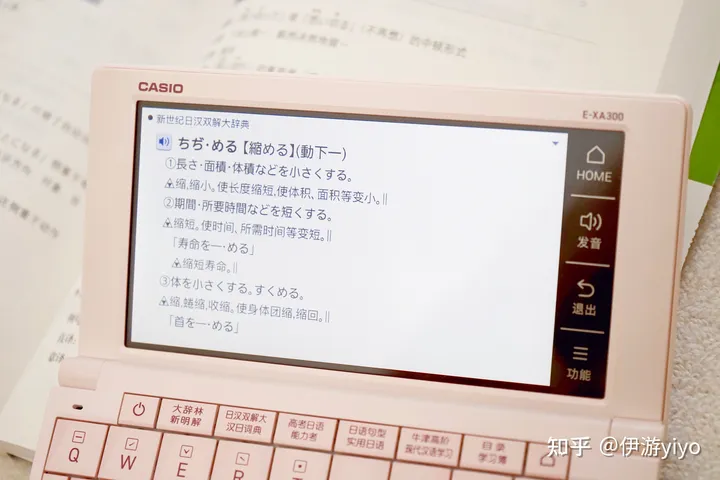 CASIO
E-XA300
新世纪日汉双解大辞典
ちぢ・める【縮める】(動下一)
①長さ・面積・体積などを小さくする。
缩,缩小。使长度缩短,使体积、面积等变小。‖
②期間・所要時間などを短くする。
缩短。使时间、所需时间等变短。‖
「寿命を―・める」
缩短寿命。‖
③体を小さくする。すくめる。
缩,蜷缩,收缩。使身体团缩,缩回。‖
「首を―・める」
HOME
发音
退出
功能
大辞林
新明解
日汉双解大
汉日词典
高考日语
能力考
日语句型
实用日语
牛津高阶
现代汉语学习
目录
学习簿
Q
W
E
R
知乎 @伊游yiyo